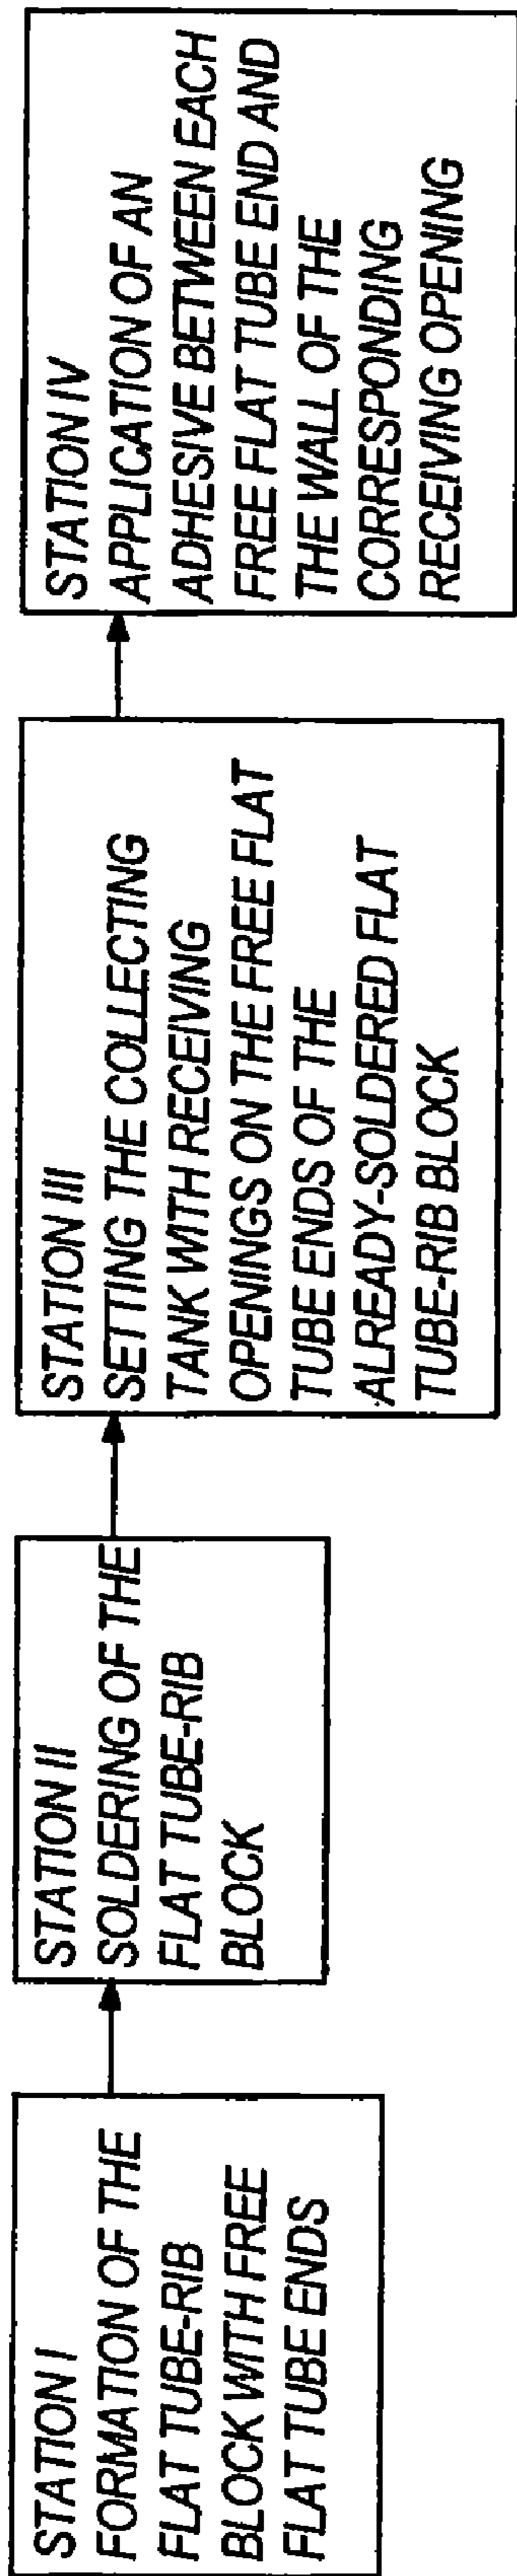 STATION I
FORMATION OF THE
FLAT TUBE-RIB
BLOCK WITH FREE
FLAT TUBE ENDS
STATION II
SOLDERING OF THE
FLAT TUBE-RIB
BLOCK
STATION III
SETTING THE COLLECTING
TANK WITH RECEIVING
OPENINGS ON THE FREE FLAT
TUBE ENDS OF THE
ALREADY-SOLDERED FLAT
TUBE-RIB BLOCK
STATION IV
APPLICATION OF AN
ADHESIVE BETWEEN EACH
FREE FLAT TUBE END AND
THE WALL OF THE
CORRESPONDING
RECEIVING OPENING